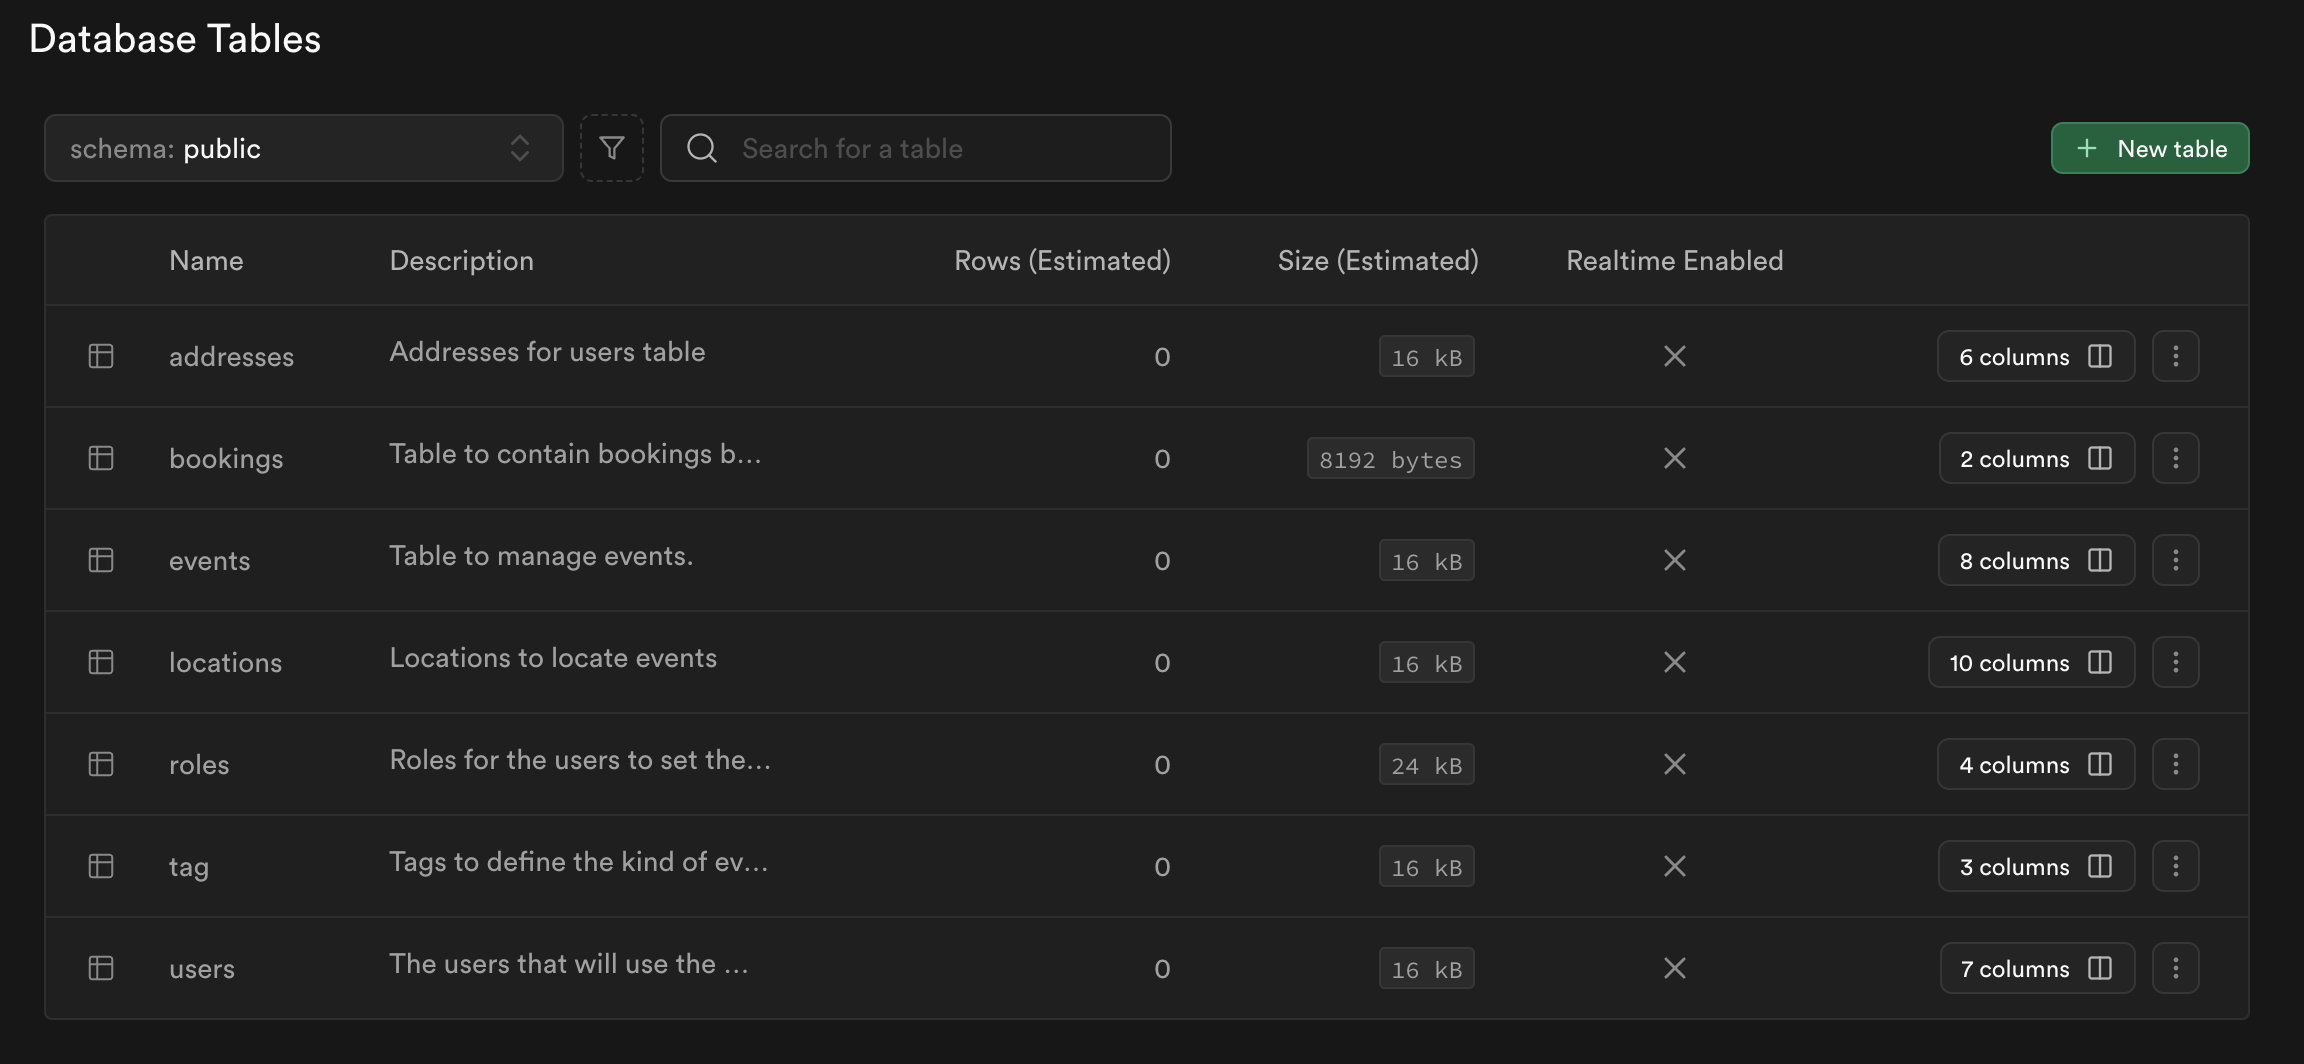 Database Tables
schema: public
Search for a table
New table
Name Description Rows (Estimated) Size (Estimated) Realtime Enabled
addresses Addresses for users table 0 16 kB 6 columns
bookings Table to contain bookings b... 0 8192 bytes 2 columns
events Table to manage events. 0 16 kB 8 columns
locations Locations to locate events 0 16 kB 10 columns
roles Roles for the users to set the... 0 24 kB 4 columns
tag Tags to define the kind of ev... 0 16 kB 3 columns
users The users that will use the ... 0 16 kB 7 columns